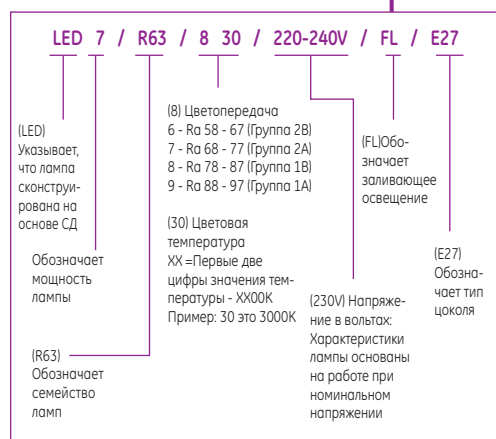 LED 7 / R63 / 8 30 / 220-240V / FL / E27
(LED)
Указывает,
что лампа
сконструи-
рована на
основе СД
Обозначает
мощность
лампы
(R63)
Обозначает
семейство
ламп
(8) Цветопередача
6 - Ra 58 - 67 (Группа 2B)
7 - Ra 68 - 77 (Группа 2A)
8 - Ra 78 - 87 (Группа 1B)
9 - Ra 88 - 97 (Группа 1A)
(30) Цветовая
температура
XX =Первые две
цифры значения тем-
пературы - XX00K
Пример: 30 это 3000K
(230V) Напряже-
ние в вольтах:
Характеристики
лампы основаны
на работе при
номинальном
напряжении
(FL)Обо-
значает
заливающее
освещение
(E27)
Обозна-
чает тип
цоколя